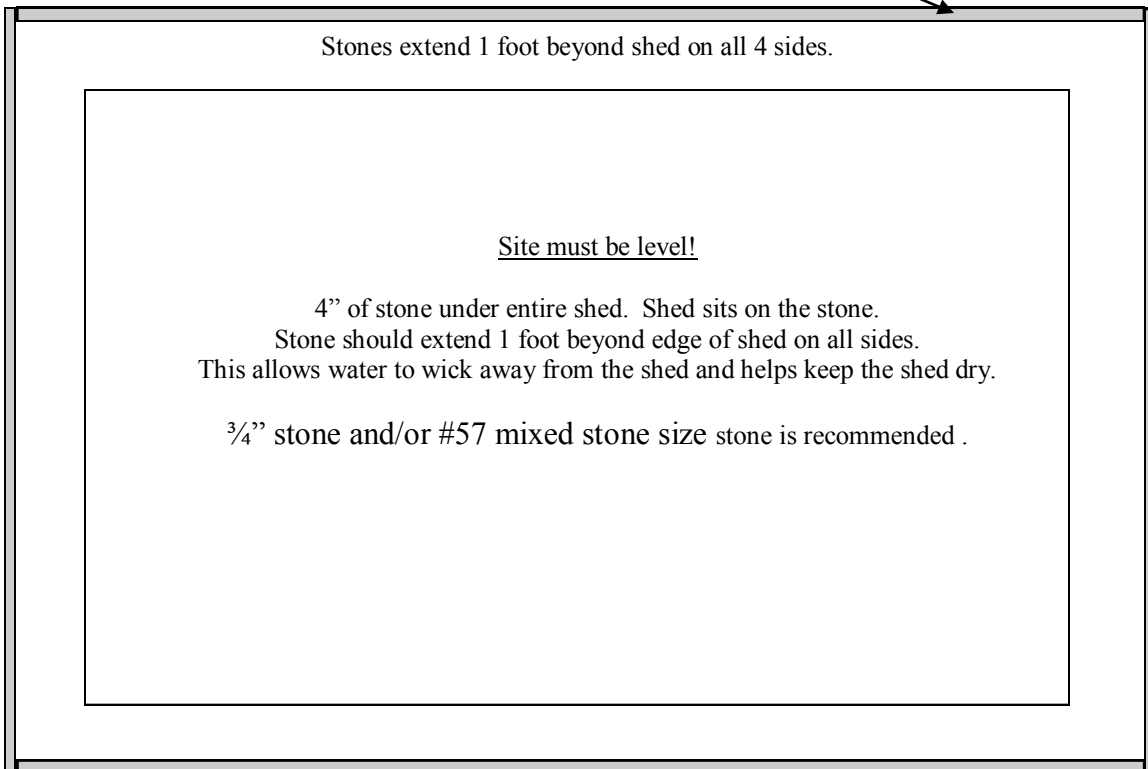 Stones extend 1 foot beyond shed on all 4 sides.
Site must be level!
4” of stone under entire shed.  Shed sits on the stone.
Stone should extend 1 foot beyond edge of shed on all sides.
This allows water to wick away from the shed and helps keep the shed dry.
¾” stone and/or #57 mixed stone size stone is recommended .